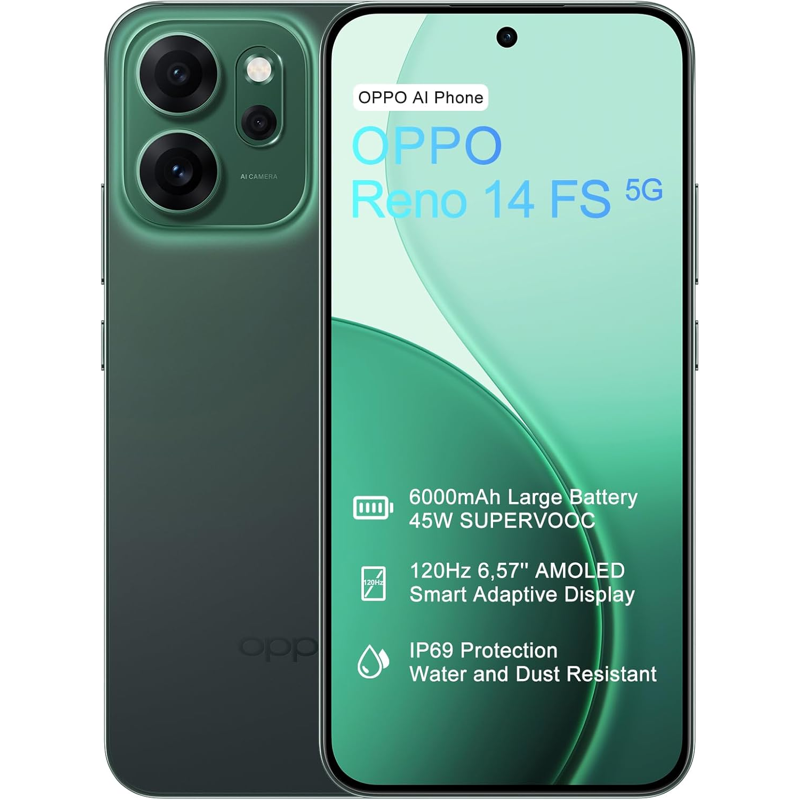 AI CAMERA
OPPO AI Phone
OPPO
Reno 14 FS 5G
6000mAh Large Battery
45W SUPERVOOC
120Hz 6,57'' AMOLED
120Hz
Smart Adaptive Display
IP69 Protection
Water and Dust Resistant
opp